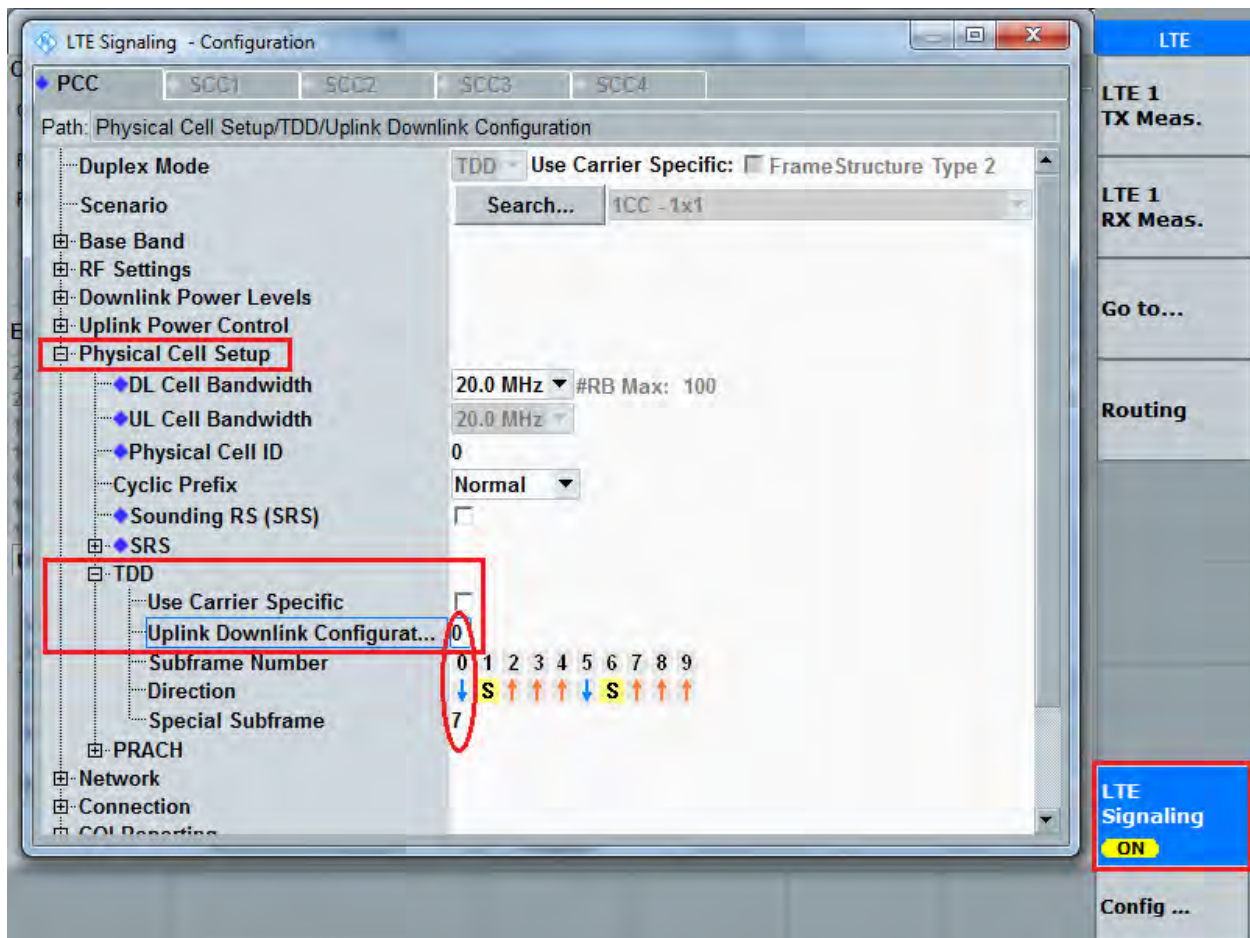 LTE Signaling - Configuration
LTE
PCC SCC1 SCC2 SCC3 SCC4
Path: Physical Cell Setup/TDD/Uplink Downlink Configuration
Duplex Mode TDD Use Carrier Specific: FrameStructure Type 2
Scenario Search... 1CC - 1x1
Base Band
RF Settings
Downlink Power Levels
Uplink Power Control
Physical Cell Setup
DL Cell Bandwidth 20.0 MHz #RB Max: 100
UL Cell Bandwidth 20.0 MHz
Physical Cell ID 0
Cyclic Prefix Normal
Sounding RS (SRS)
SRS
TDD
Use Carrier Specific
Uplink Downlink Configurat... 0
Subframe Number 0 1 2 3 4 5 6 7 8 9
Direction ↓ S ↑ ↑ ↑ ↓ S ↑ ↑ ↑
Special Subframe 7
PRACH
Network
Connection
LTE 1
TX Meas.
LTE 1
RX Meas.
Go to...
Routing
LTE
Signaling
ON
Config ...